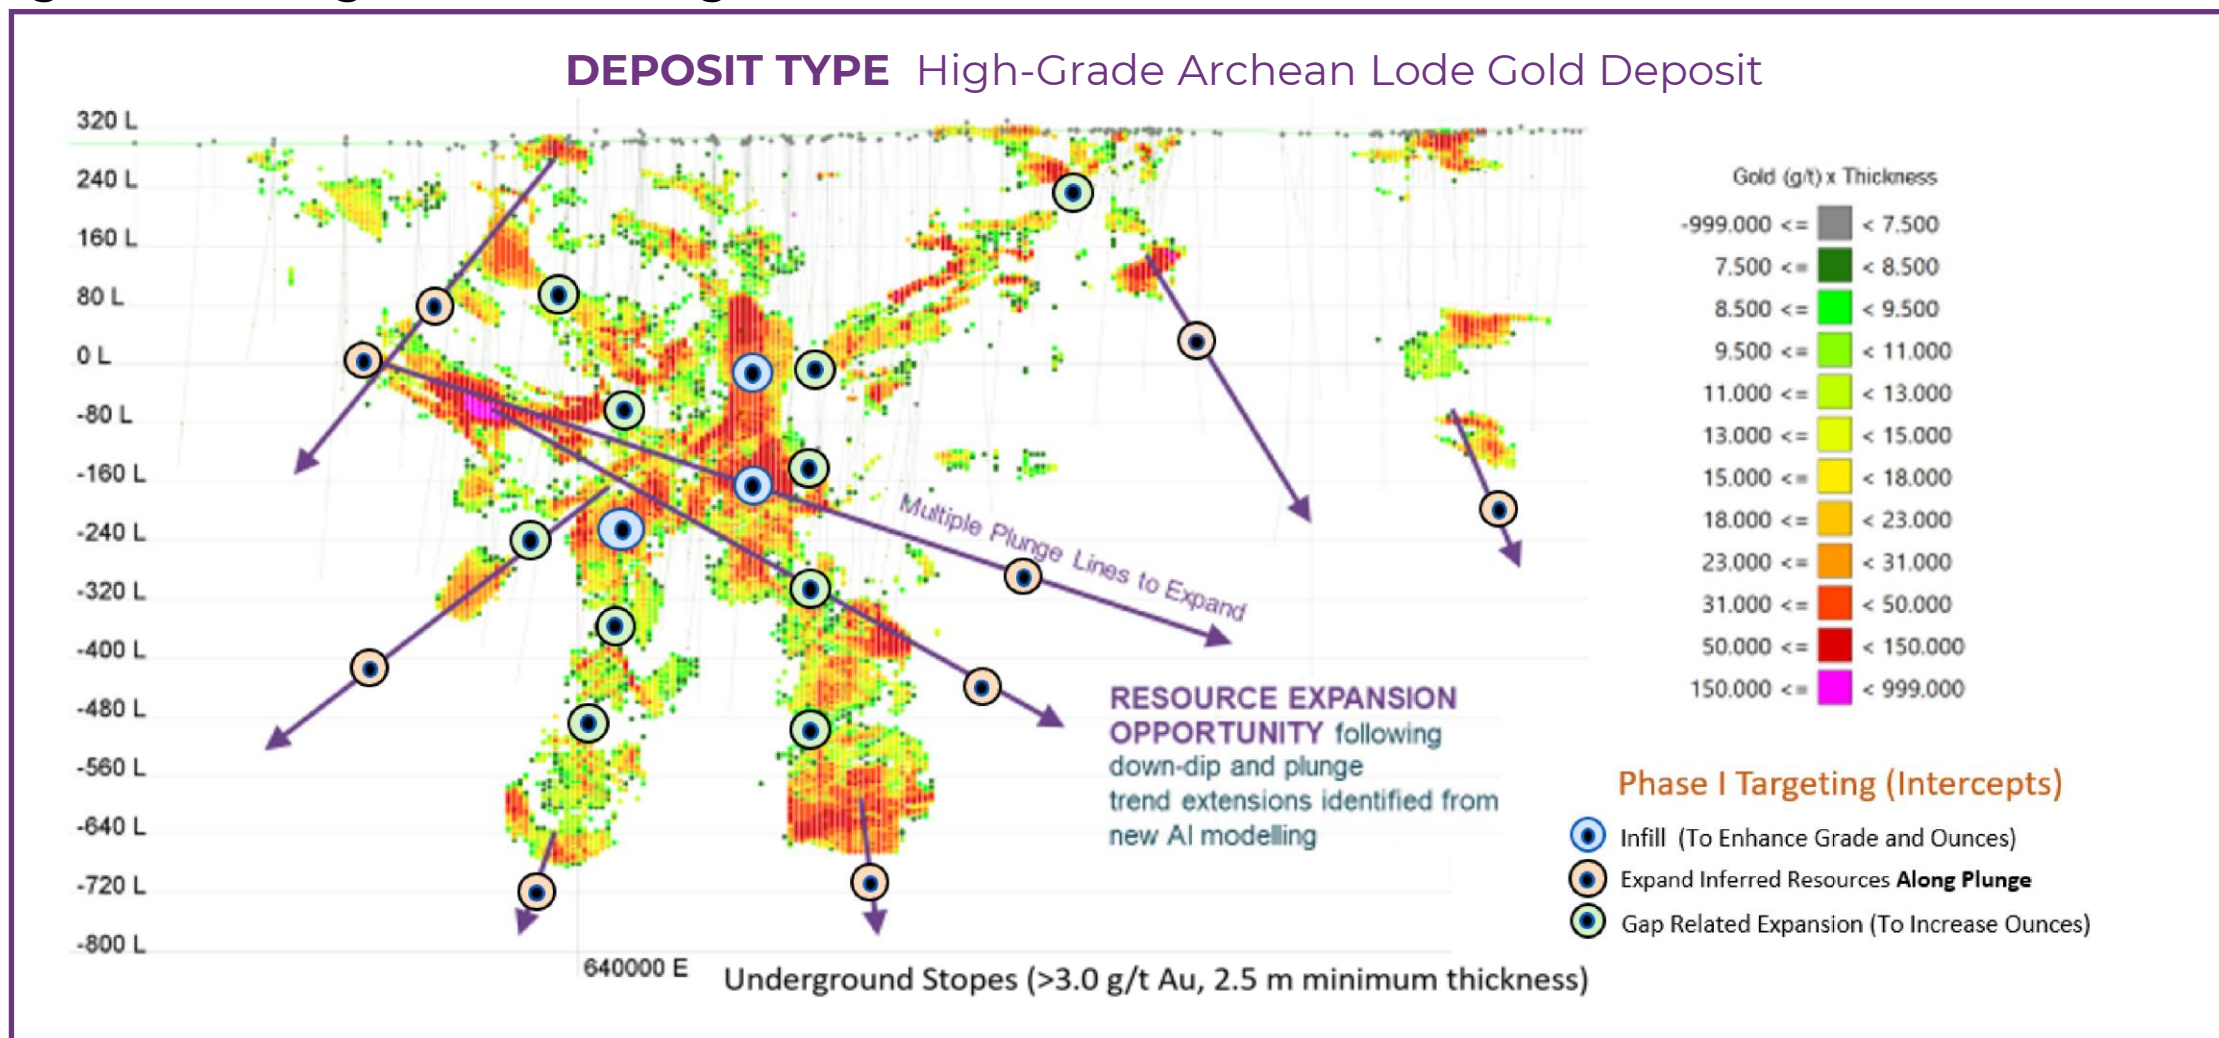 DEPOSIT TYPE High-Grade Archean Lode Gold Deposit
320 L
240 L
160 L
80 L
0 L
-80 L
-160 L
-240 L
-320 L
-400 L
-480 L
-560 L
-640 L
-720 L
-800 L
640000 E
Multiple Plunge Lines to Expand
RESOURCE EXPANSION
OPPORTUNITY following
down-dip and plunge
trend extensions identified from
new AI modelling
Underground Stopes (>3.0 g/t Au, 2.5 m minimum thickness)
Gold (g/t) x Thickness
-999.000 <= < 7.500
7.500 <= < 8.500
8.500 <= < 9.500
9.500 <= < 11.000
11.000 <= < 13.000
13.000 <= < 15.000
15.000 <= < 18.000
18.000 <= < 23.000
23.000 <= < 31.000
31.000 <= < 50.000
50.000 <= < 150.000
150.000 <= < 999.000
Phase I Targeting (Intercepts)
Infill (To Enhance Grade and Ounces)
Expand Inferred Resources Along Plunge
Gap Related Expansion (To Increase Ounces)